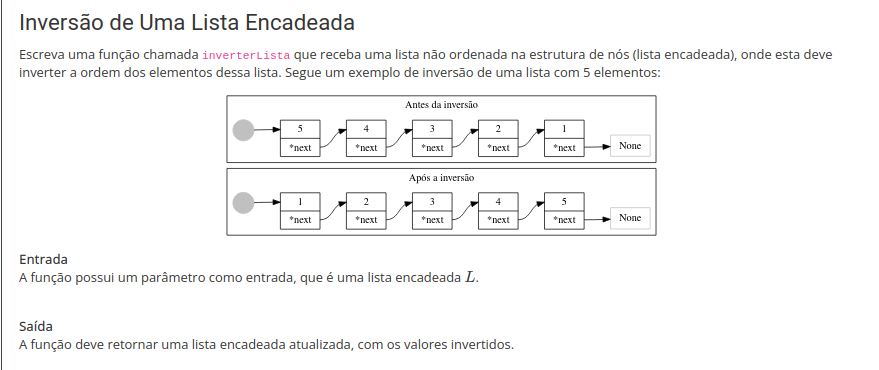 Inversão de Uma Lista Encadeada
Escreva uma função chamada inverterLista que receba uma lista não ordenada na estrutura de nós (lista encadeada), onde esta deve
inverter a ordem dos elementos dessa lista. Segue um exemplo de inversão de uma lista com 5 elementos:
Antes da inversão
5 4 3 2 1
*next *next *next *next *next None
Após a inversão
1 2 3 4 5
*next *next *next *next *next None
Entrada
A função possui um parâmetro como entrada, que é uma lista encadeada L.
Saída
A função deve retornar uma lista encadeada atualizada, com os valores invertidos.